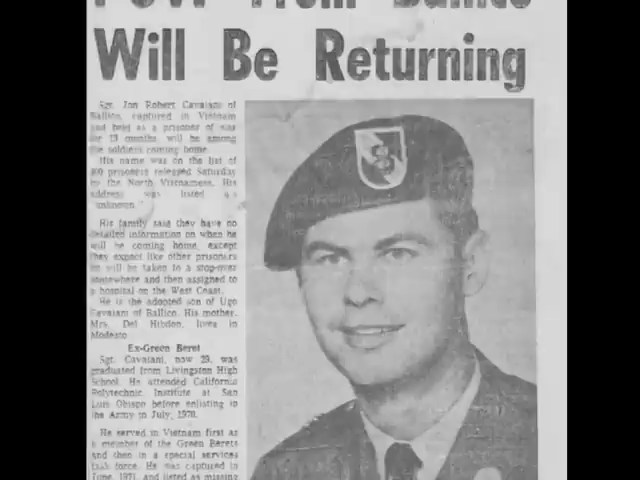 POW From Ballico
Will Be Returning
Sgt. Jon Robert Cavaiani of
Ballico, captured in Vietnam
and held as a prisoner of war
for 19 months, will be among
the soldiers coming home.
His name was on the list of
prisoners released Saturday
by the North Vietnamese. His
address was listed as
"unknown."
His family said they have no
detailed information on when he
will be coming home, except
they expect like other prisoners
he will be taken to a stop-over
somewhere and then assigned to
a hospital on the West Coast.
He is the adopted son of Ugo
Cavaiani of Ballico. His mother,
Mrs. Del Hibdon, lives in
Modesto.
Ex-Green Beret
Sgt. Cavaiani, now 29, was
graduated from Livingston High
School. He attended California
Polytechnic Institute at San
Luis Obispo before enlisting in
the Army in July, 1970.
He served in Vietnam first as
a member of the Green Berets
and then in a special services
task force. He was captured in
June, 1971, and listed as missing